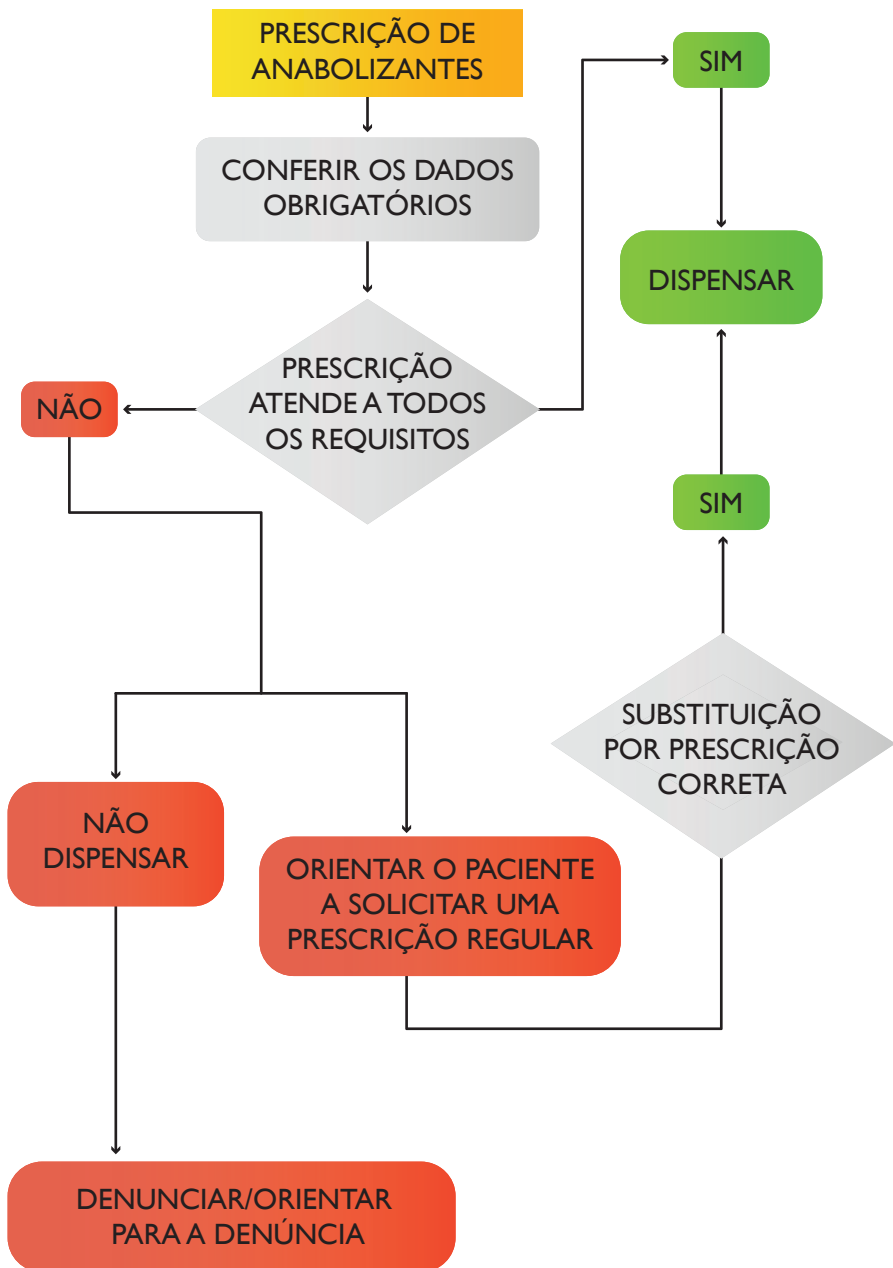 PRESCRIÇÃO DE
ANABOLIZANTES
SIM
CONFERIR OS DADOS
OBRIGATÓRIOS
DISPENSAR
PRESCRIÇÃO
ATENDE A TODOS
OS REQUISITOS
NÃO
SIM
SUBSTITUIÇÃO
POR PRESCRIÇÃO
CORRETA
NÃO
DISPENSAR
ORIENTAR O PACIENTE
A SOLICITAR UMA
PRESCRIÇÃO REGULAR
DENUNCIAR/ORIENTAR
PARA A DENÚNCIA